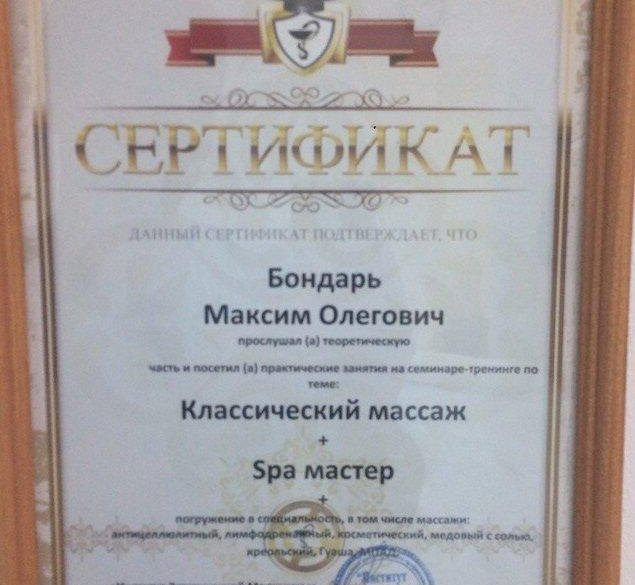 СЕРТИФИКАТ
ДАННЫЙ СЕРТИФИКАТ ПОДТВЕРЖДАЕТ, ЧТО
Бондарь
Максим Олегович
прослушал (а) теоретическую
часть и посетил (а) практические занятия на семинаре-тренинге по
теме:
Классический массаж
+
Spa мастер
+
погружение в специальность, в том числе массажи:
антицеллюлитный, лимфодренажный, косметический, медовый с солью,
креольский, Гуаша,
"Институт